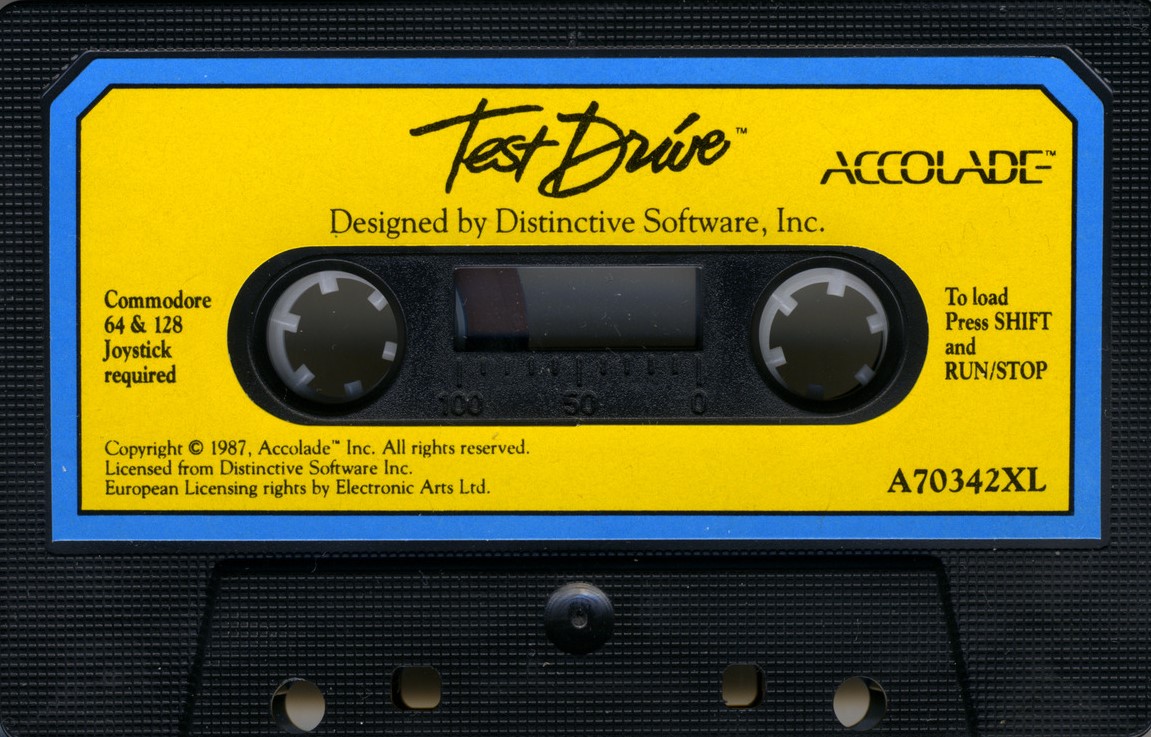 Test Drive™
ACCOLADE™
Designed by Distinctive Software, Inc.
Commodore
64 & 128
Joystick
required
To load
Press SHIFT
and
RUN/STOP
100 50 0
Copyright © 1987, Accolade™ Inc. All rights reserved.
Licensed from Distinctive Software Inc.
European Licensing rights by Electronic Arts Ltd.
A70342XL